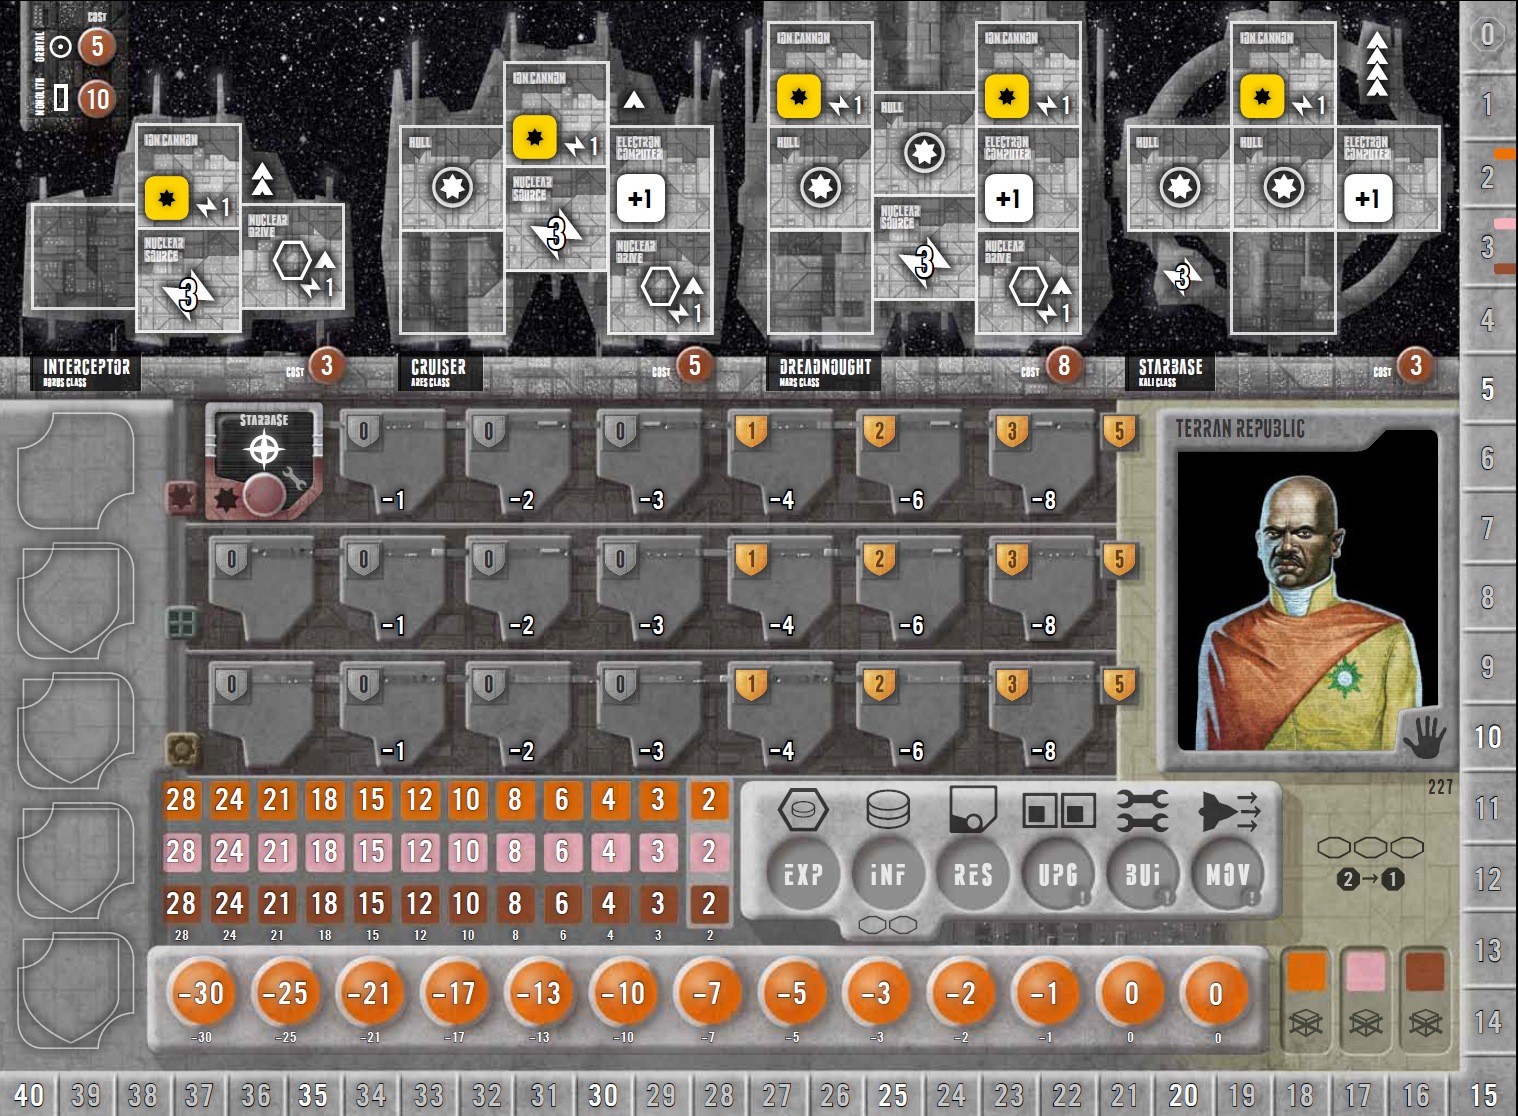 COST
ORBITAL 5
MONOLITH 10
ION CANNON
1
NUCLEAR SOURCE
3
NUCLEAR DRIVE
1
INTERCEPTOR
HORUS CLASS
COST 3
ION CANNON
1
HULL
NUCLEAR SOURCE
3
ELECTRON COMPUTER
+1
NUCLEAR DRIVE
1
CRUISER
ARES CLASS
COST 5
ION CANNON
1
HULL
HULL
NUCLEAR SOURCE
3
ION CANNON
1
ELECTRON COMPUTER
+1
NUCLEAR DRIVE
1
DREADNOUGHT
MARS CLASS
COST 8
ION CANNON
1
HULL
HULL
ELECTRON COMPUTER
+1
3
STARBASE
KALI CLASS
COST 3
0
1
2
3
4
5
6
7
8
9
10
11
12
13
14
STARBASE
0 0 0 1 2 3 5
-1 -2 -3 -4 -6 -8
0 0 0 0 1 2 3 5
-1 -2 -3 -4 -6 -8
0 0 0 0 1 2 3 5
-1 -2 -3 -4 -6 -8
TERRAN REPUBLIC
227
28 24 21 18 15 12 10 8 6 4 3 2
28 24 21 18 15 12 10 8 6 4 3 2
28 24 21 18 15 12 10 8 6 4 3 2
28 24 21 18 15 12 10 8 6 4 3 2
EXP INF RES UPG BUI MOV
! ! !
2→1
-30 -25 -21 -17 -13 -10 -7 -5 -3 -2 -1 0 0
-30 -25 -21 -17 -13 -10 -7 -5 -3 -2 -1 0 0
40 39 38 37 36 35 34 33 32 31 30 29 28 27 26 25 24 23 22 21 20 19 18 17 16 15